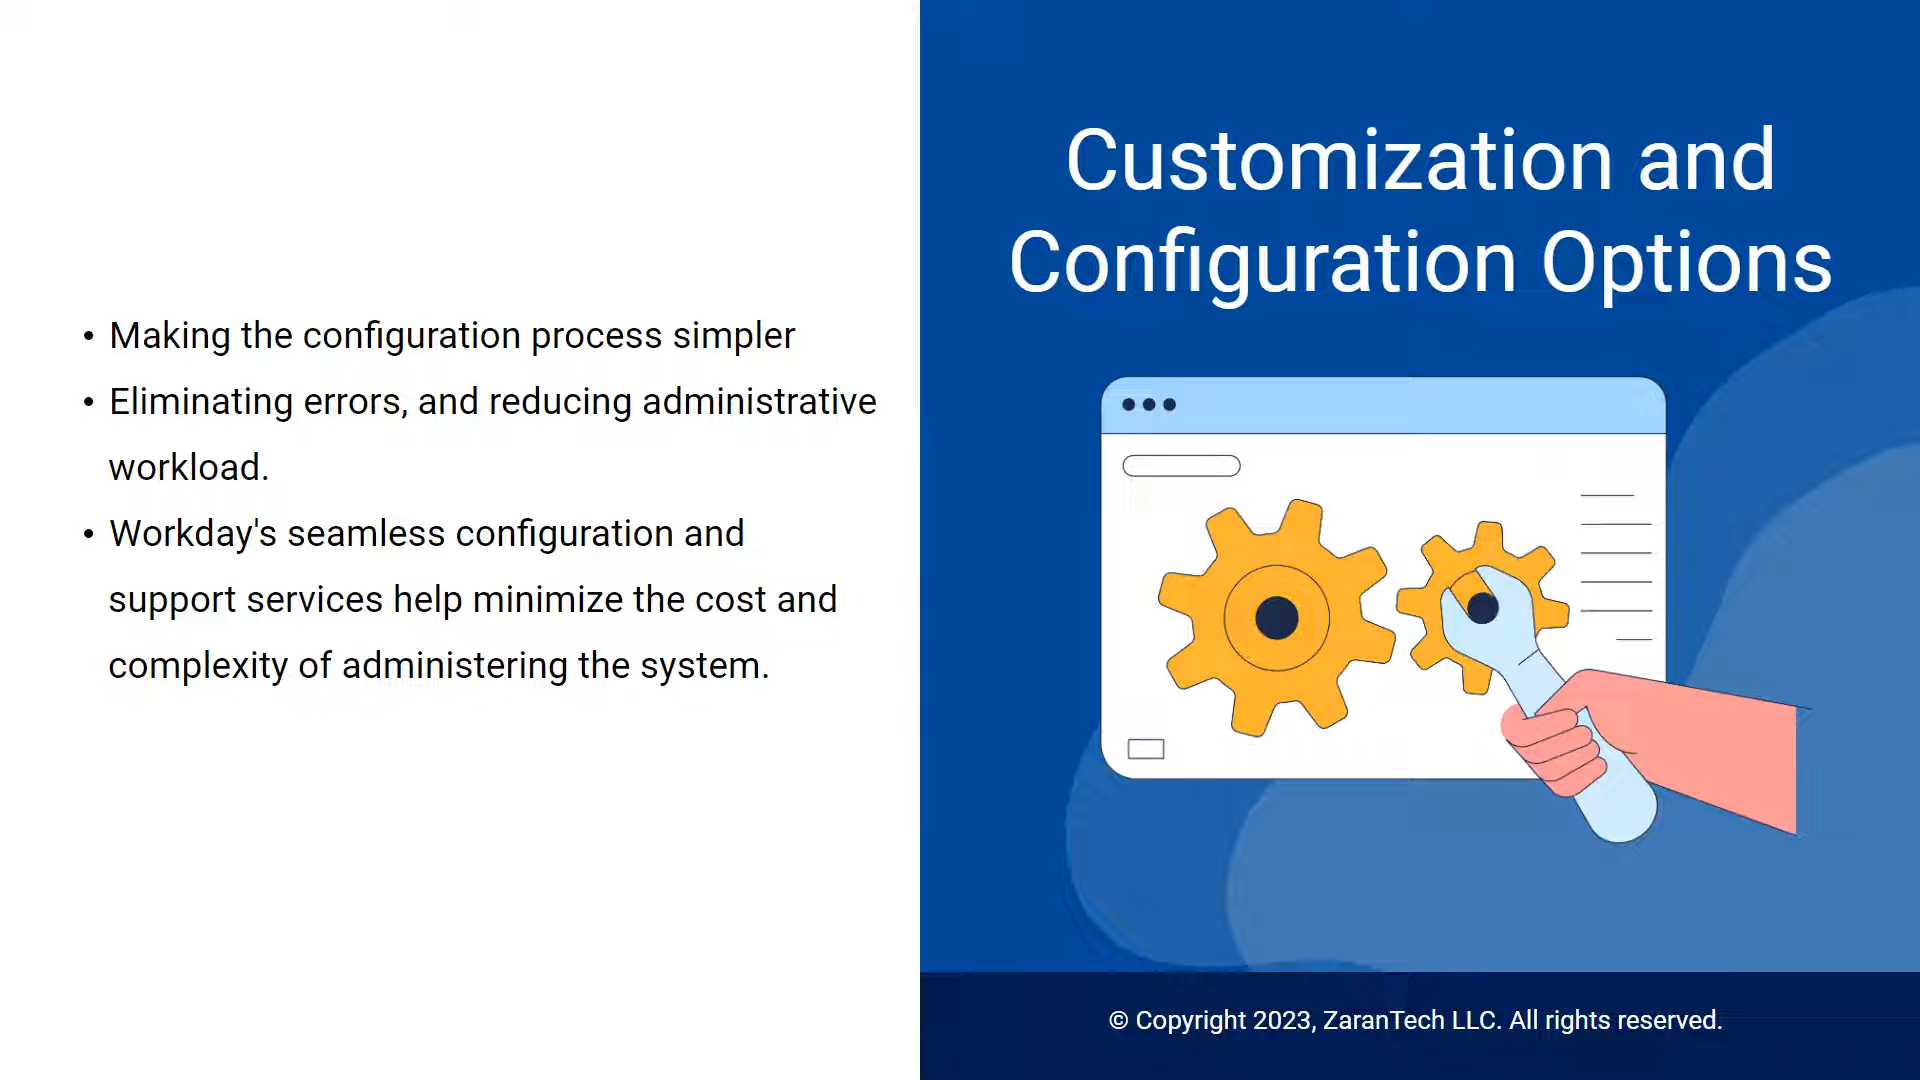 Customization and
Configuration Options
• Making the configuration process simpler
• Eliminating errors, and reducing administrative
workload.
• Workday's seamless configuration and
support services help minimize the cost and
complexity of administering the system.
© Copyright 2023, ZaranTech LLC. All rights reserved.